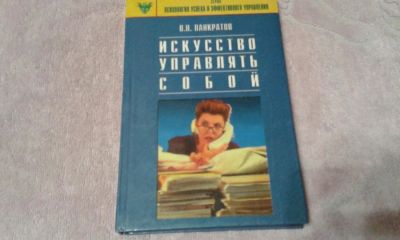 СЕРИЯ
ПСИХОЛОГИЯ УСПЕХА И ЭФФЕКТИВНОГО УПРАВЛЕНИЯ
В.Н. ПАНКРАТОВ
ИСКУССТВО
УПРАВЛЯТЬ
СОБОЙ